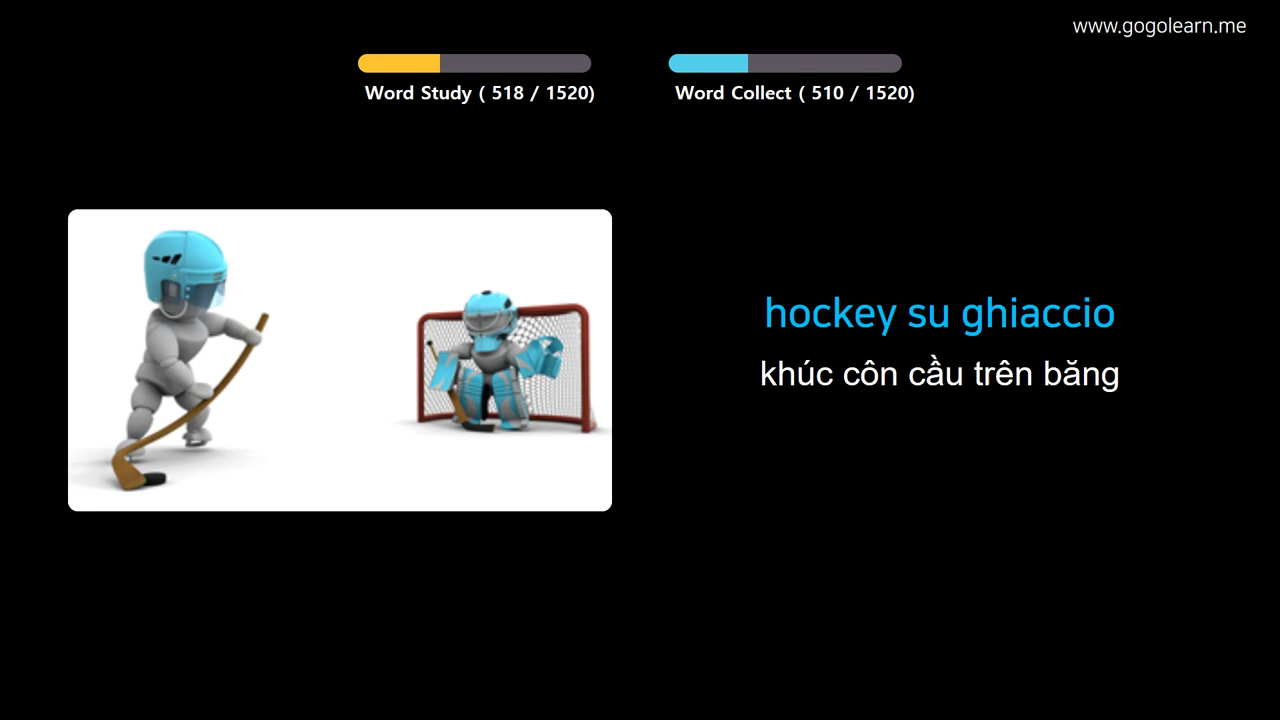 www.gogolearn.me
Word Study ( 518 / 1520)
Word Collect ( 510 / 1520)
hockey su ghiaccio
khúc côn cầu trên băng